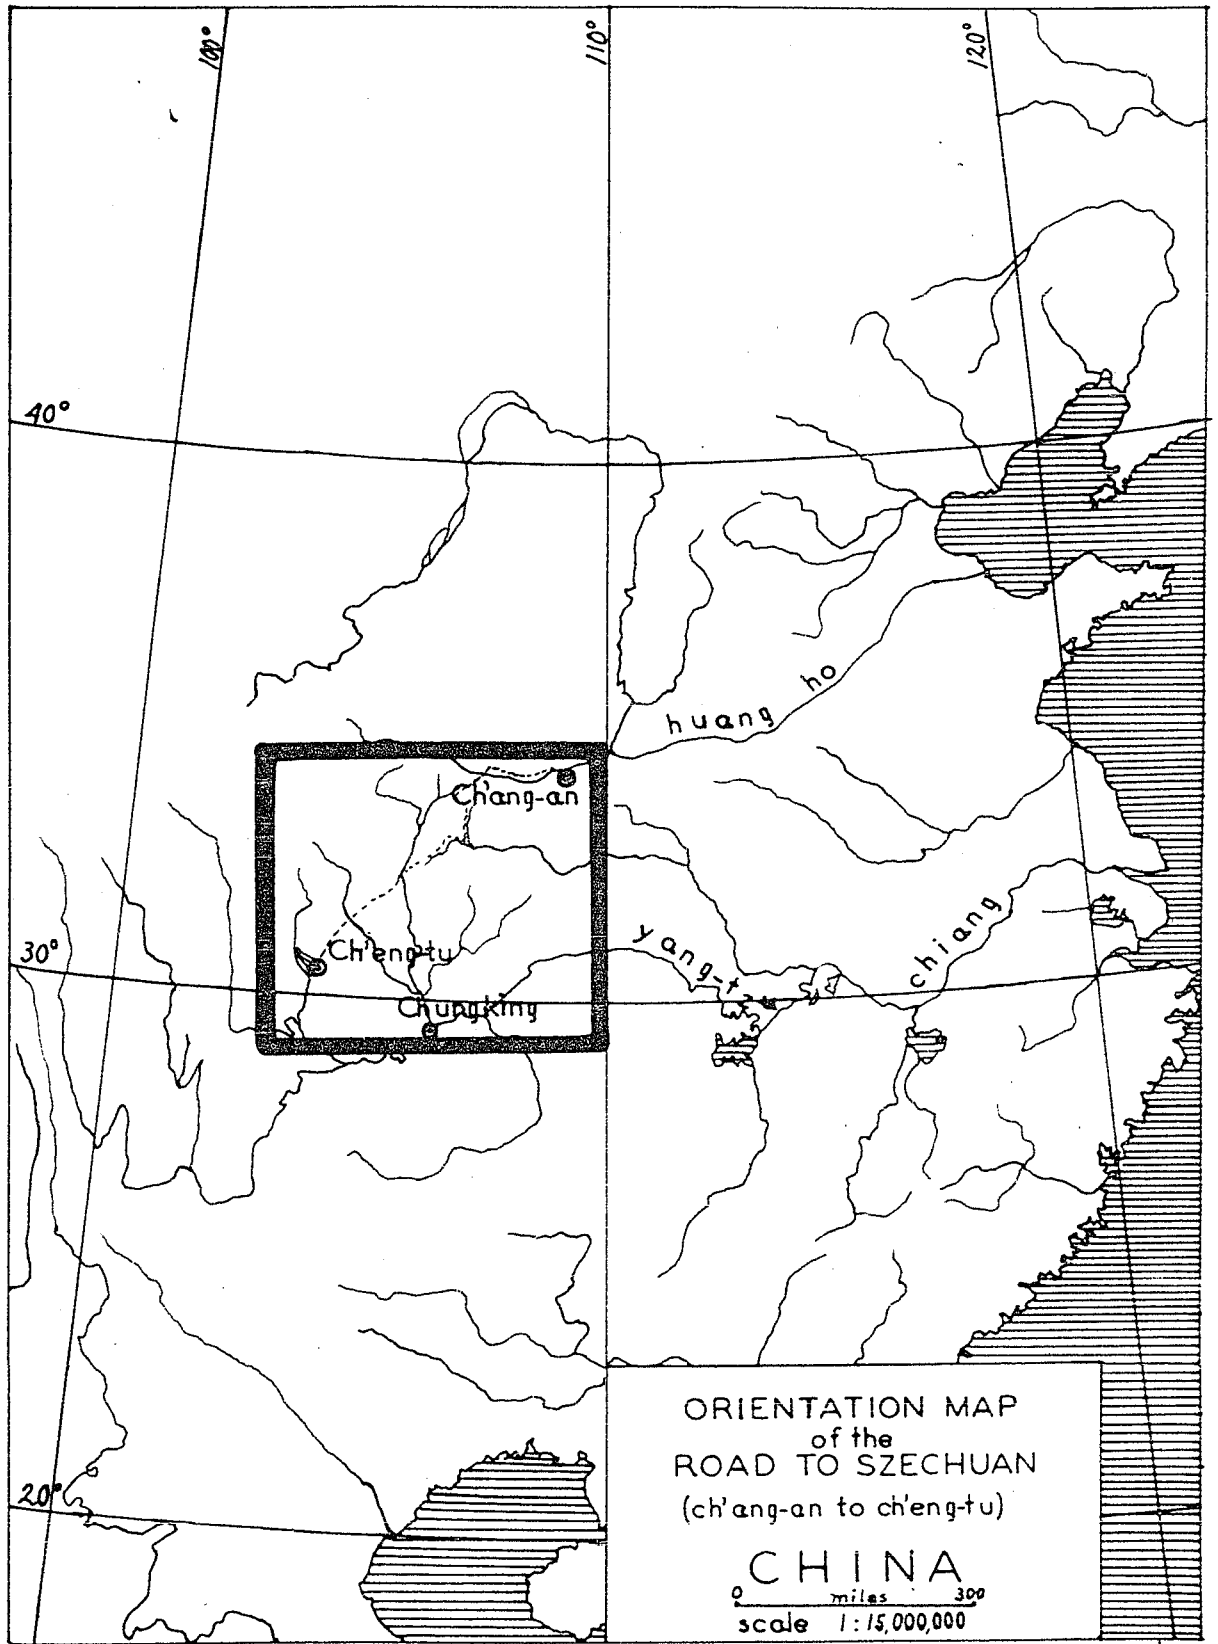 100°
110°
120°
40°
huang ho
Ch'ang-an
Ch'eng-tu
30°
Chungking
yang-t
chiang
20°
ORIENTATION MAP
of the
ROAD TO SZECHUAN
(ch'ang-an to ch'eng-tu)
CHINA
0 miles 300
scale 1:15,000,000